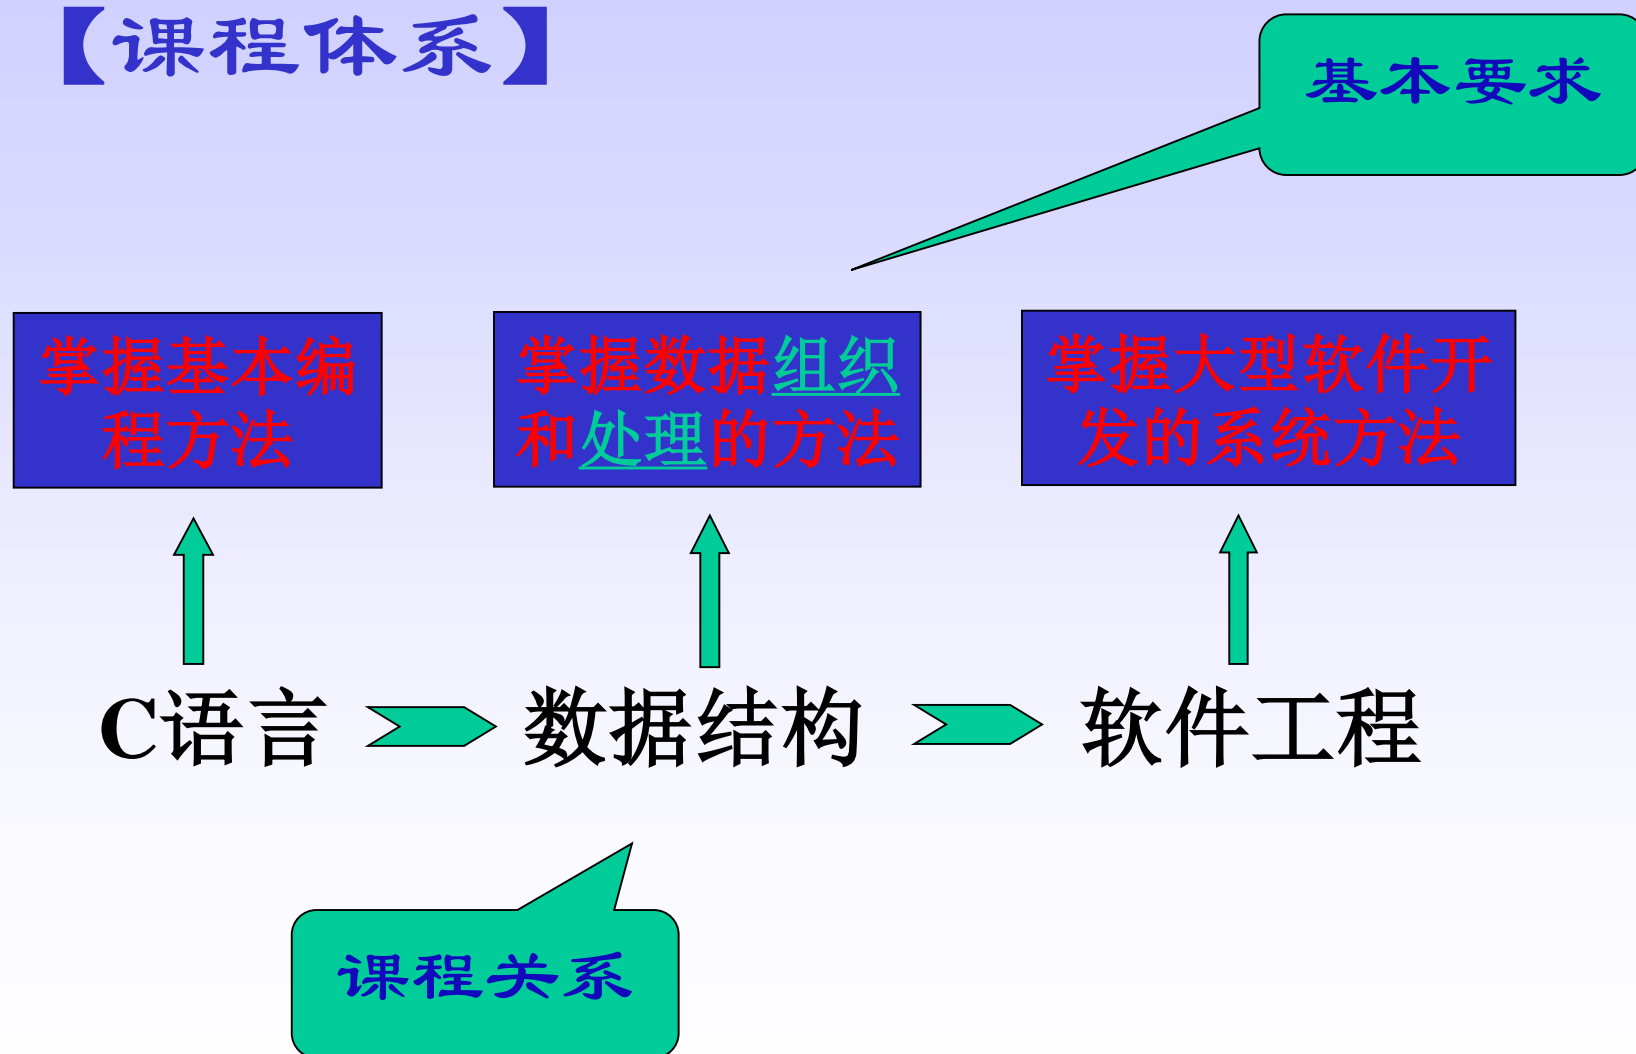 【课程体系】
基本要求
掌握基本编
程方法
掌握数据组织
和处理的方法
掌握大型软件开
发的系统方法
C语言
数据结构
软件工程
课程关系